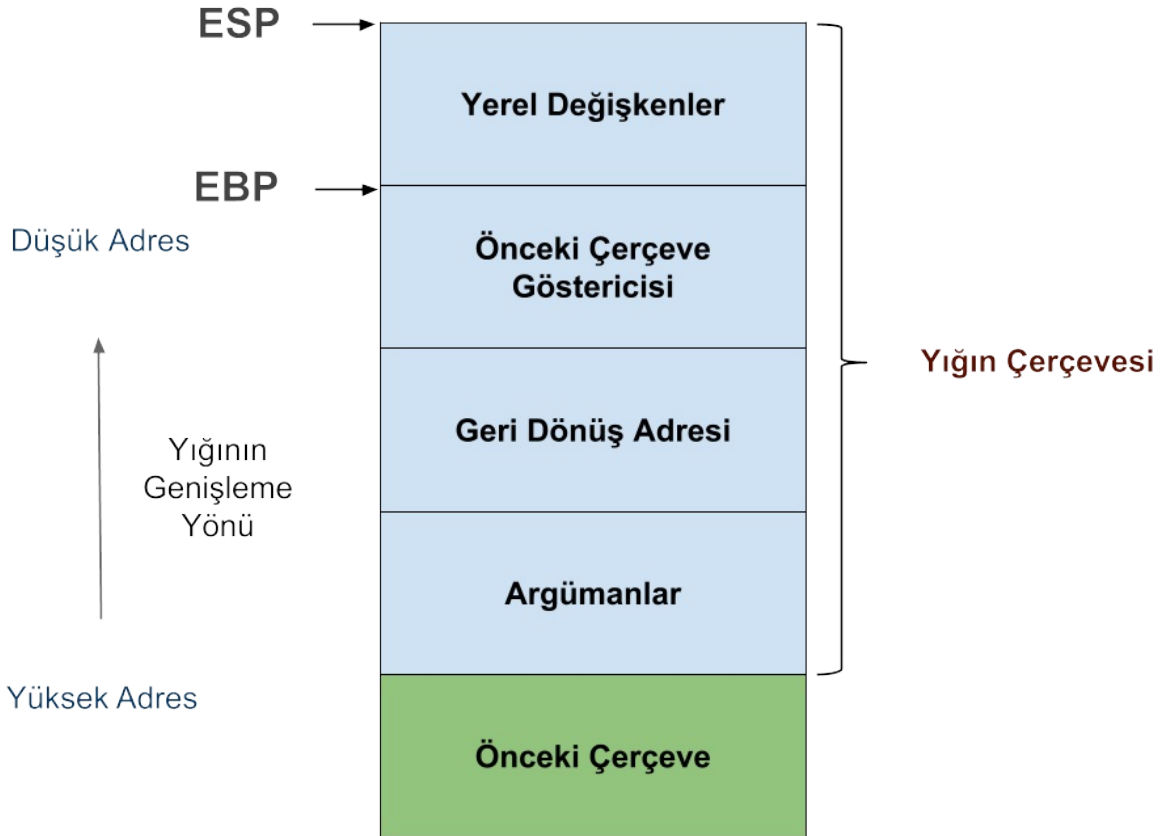 ESP
Yerel Değişkenler
EBP
Düşük Adres
Önceki Çerçeve
Göstericisi
Yığın Çerçevesi
Geri Dönüş Adresi
Yığının
Genişleme
Yönü
Argümanlar
Yüksek Adres
Önceki Çerçeve